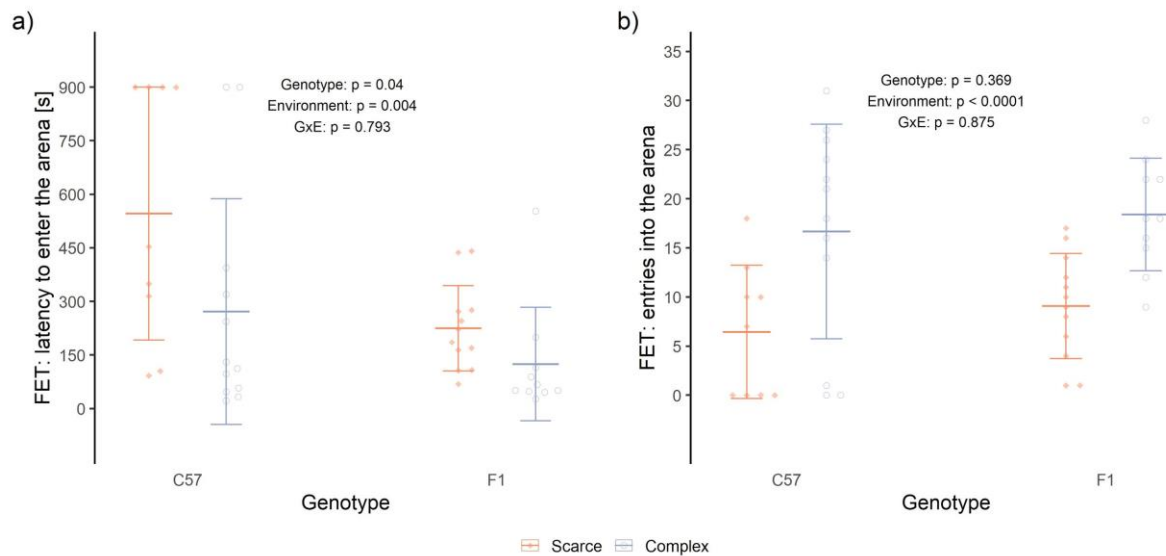 a)
FET: latency to enter the arena [s]
900
750
600
450
300
150
0
Genotype: p = 0.04
Environment: p = 0.004
GxE: p = 0.793
C57
F1
Genotype
b)
FET: entries into the arena
35
30
25
20
15
10
5
0
Genotype: p = 0.369
Environment: p < 0.0001
GxE: p = 0.875
C57
F1
Genotype
Scarce
Complex